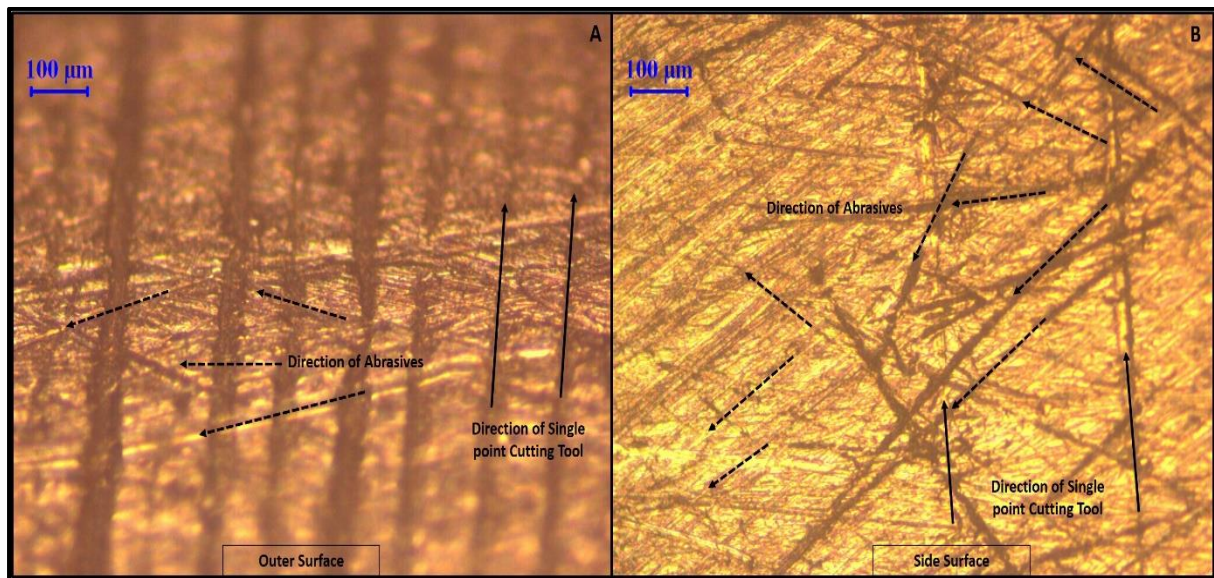 A
100 μm
Direction of Abrasives
Direction of Single
point Cutting Tool
Outer Surface
B
100 μm
Direction of Abrasives
Direction of Single
point Cutting Tool
Side Surface